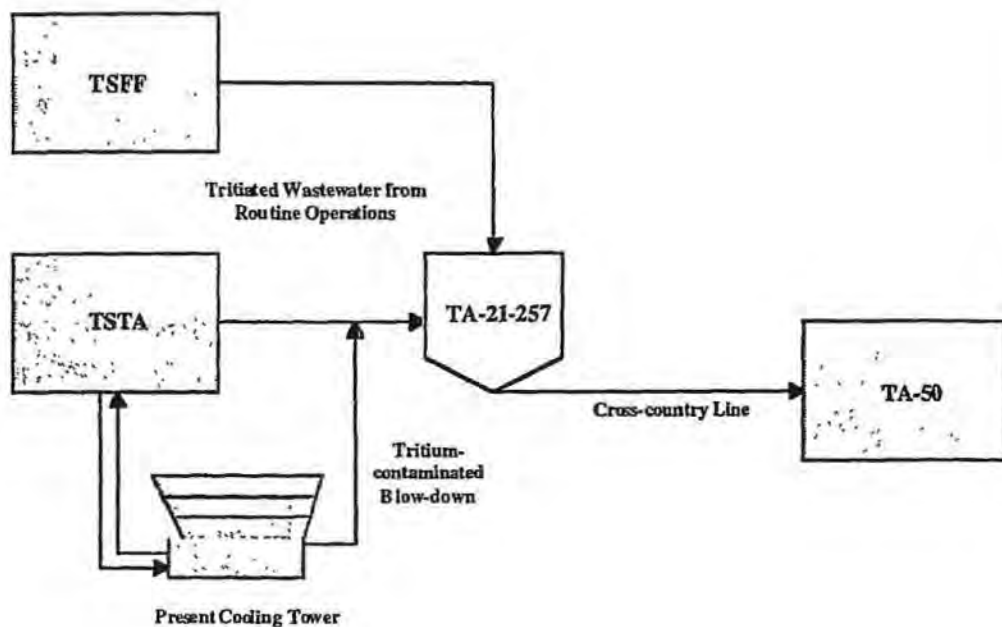 TSFF
Tritiated Wastewater from
Routine Operations
TSTA
TA-21-257
TA-50
Cross-country Line
Tritium-
contaminated
Blow-down
Present Cooling Tower